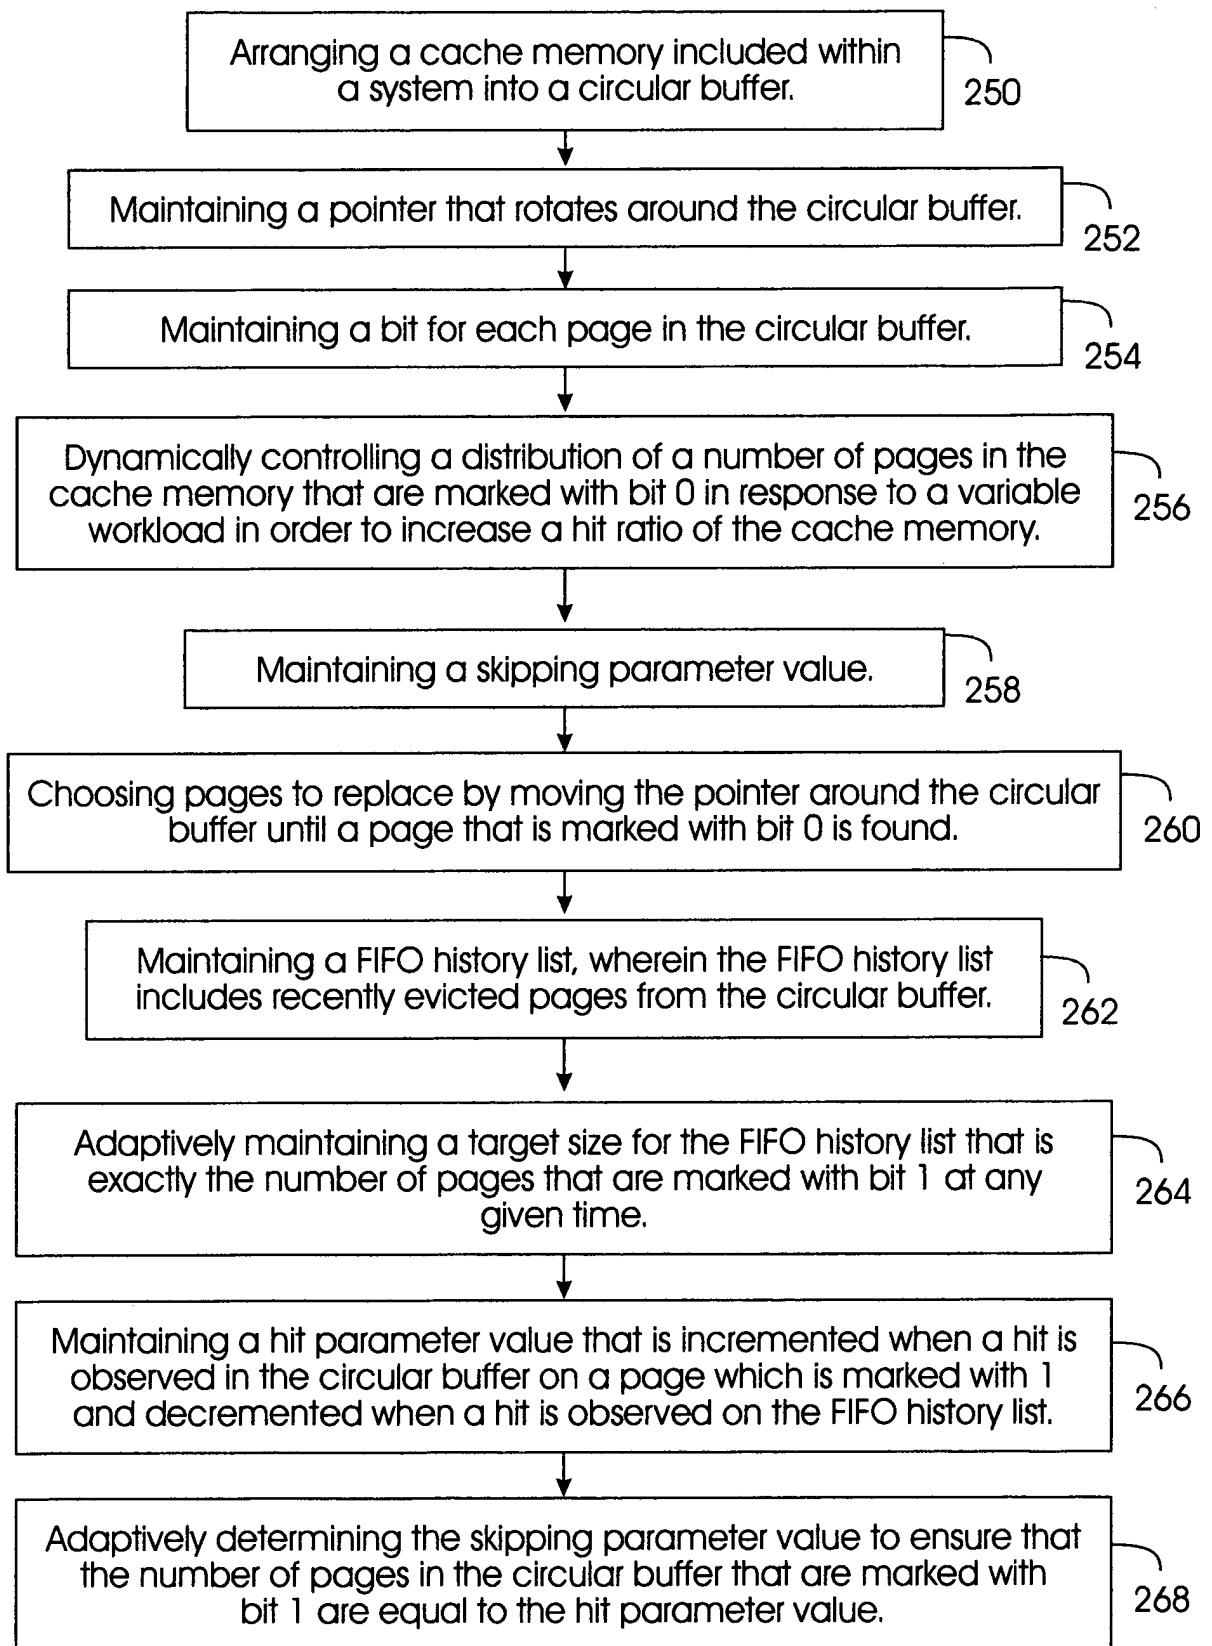 Arranging a cache memory included within
a system into a circular buffer.
250
Maintaining a pointer that rotates around the circular buffer.
252
Maintaining a bit for each page in the circular buffer.
254
Dynamically controlling a distribution of a number of pages in the
cache memory that are marked with bit 0 in response to a variable
workload in order to increase a hit ratio of the cache memory.
256
Maintaining a skipping parameter value.
258
Choosing pages to replace by moving the pointer around the circular
buffer until a page that is marked with bit 0 is found.
260
Maintaining a FIFO history list, wherein the FIFO history list
includes recently evicted pages from the circular buffer.
262
Adaptively maintaining a target size for the FIFO history list that is
exactly the number of pages that are marked with bit 1 at any
given time.
264
Maintaining a hit parameter value that is incremented when a hit is
observed in the circular buffer on a page which is marked with 1
and decremented when a hit is observed on the FIFO history list.
266
Adaptively determining the skipping parameter value to ensure that
the number of pages in the circular buffer that are marked with
bit 1 are equal to the hit parameter value.
268